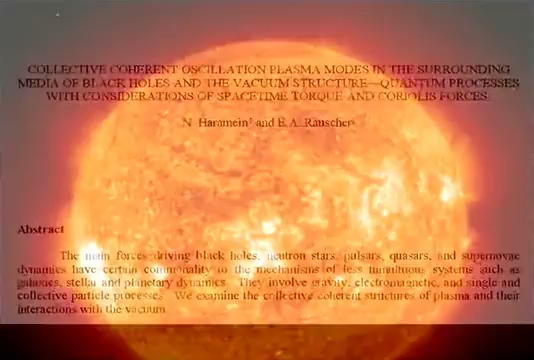 COLLECTIVE COHERENT OSCILLATION PLASMA MODES IN THE SURROUNDING
MEDIA OF BLACK HOLES AND THE VACUUM STRUCTURE—QUANTUM PROCESSES
WITH CONSIDERATIONS OF SPACETIME TORQUE AND CORIOLIS FORCES
N. Haramein and E.A. Rauscher
Abstract
The main forces driving black holes, neutron stars, pulsars, quasars, and supernovae
dynamics have certain commonality to the mechanisms of less tumultuous systems such as
galaxies, stellar and planetary dynamics. They involve gravity, electromagnetic, and single and
collective particle processes. We examine the collective coherent structures of plasma and their
interactions with the vacuum